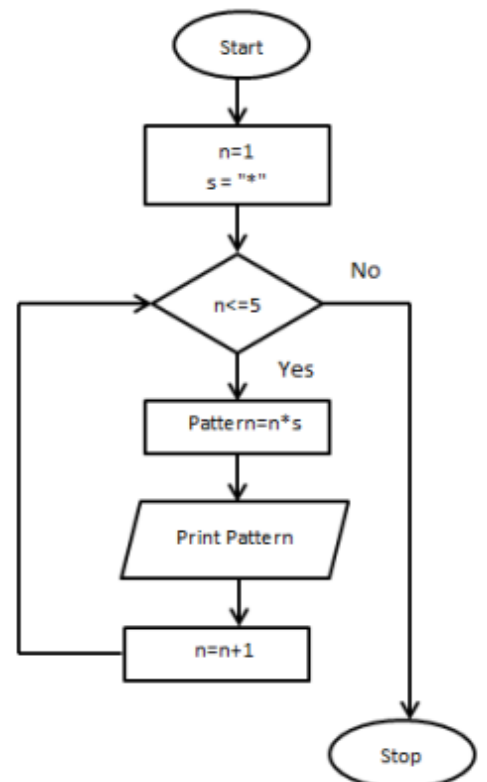 Start
n=1
s = "*"
n<=5
No
Yes
Pattern=n*s
Print Pattern
n=n+1
Stop